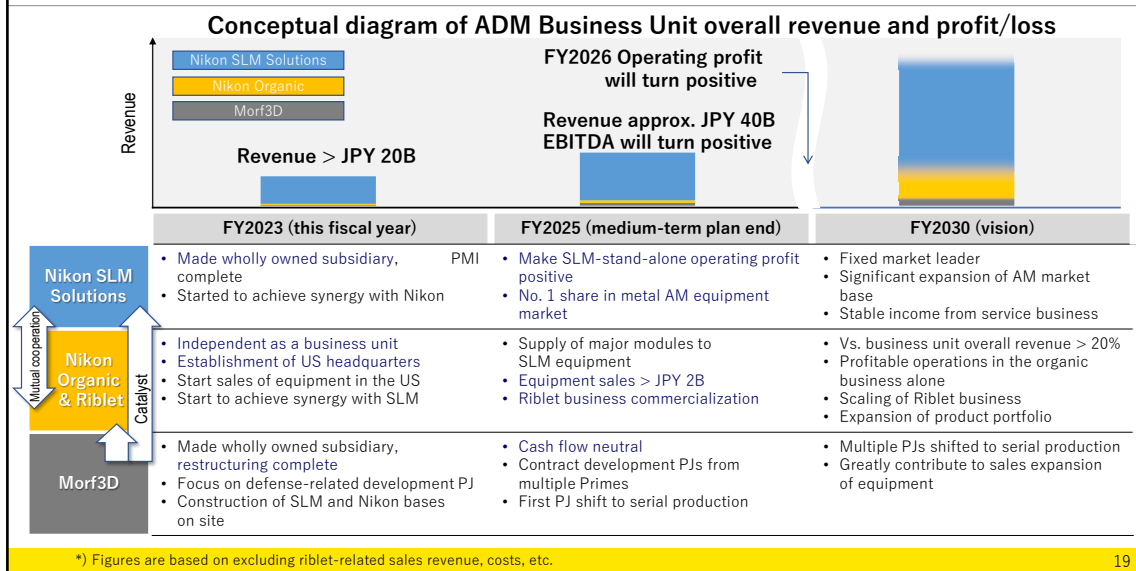 Conceptual diagram of ADM Business Unit overall revenue and profit/loss
Revenue
Nikon SLM Solutions
Nikon Organic
Morf3D
Revenue > JPY 20B
FY2026 Operating profit
will turn positive
Revenue approx. JPY 40B
EBITDA will turn positive
FY2023 (this fiscal year)
FY2025 (medium-term plan end)
FY2030 (vision)
Nikon SLM
Solutions
• Made wholly owned subsidiary, PMI
complete
• Started to achieve synergy with Nikon
• Make SLM-stand-alone operating profit
positive
• No. 1 share in metal AM equipment
market
• Fixed market leader
• Significant expansion of AM market
base
• Stable income from service business
Mutual cooperation
Nikon
Organic
& Riblet
Catalyst
• Independent as a business unit
• Establishment of US headquarters
• Start sales of equipment in the US
• Start to achieve synergy with SLM
• Supply of major modules to
SLM equipment
• Equipment sales > JPY 2B
• Riblet business commercialization
• Vs. business unit overall revenue > 20%
• Profitable operations in the organic
business alone
• Scaling of Riblet business
• Expansion of product portfolio
Morf3D
• Made wholly owned subsidiary,
restructuring complete
• Focus on defense-related development PJ
• Construction of SLM and Nikon bases
on site
• Cash flow neutral
• Contract development PJs from
multiple Primes
• First PJ shift to serial production
• Multiple PJs shifted to serial production
• Greatly contribute to sales expansion
of equipment
*) Figures are based on excluding riblet-related sales revenue, costs, etc.
19